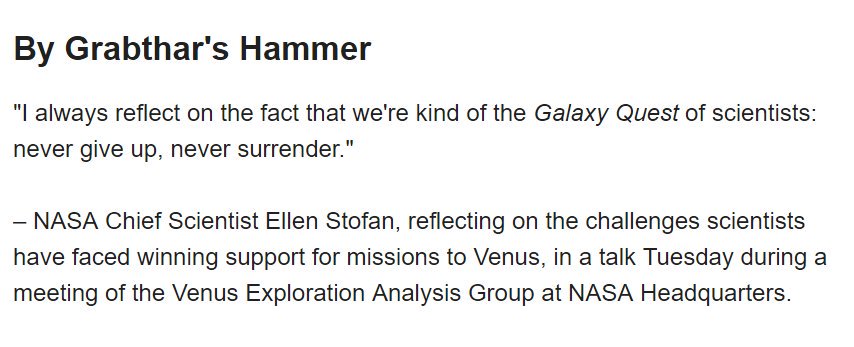 By Grabthar's Hammer
"I always reflect on the fact that we're kind of the Galaxy Quest of scientists:
never give up, never surrender."
– NASA Chief Scientist Ellen Stofan, reflecting on the challenges scientists
have faced winning support for missions to Venus, in a talk Tuesday during a
meeting of the Venus Exploration Analysis Group at NASA Headquarters.